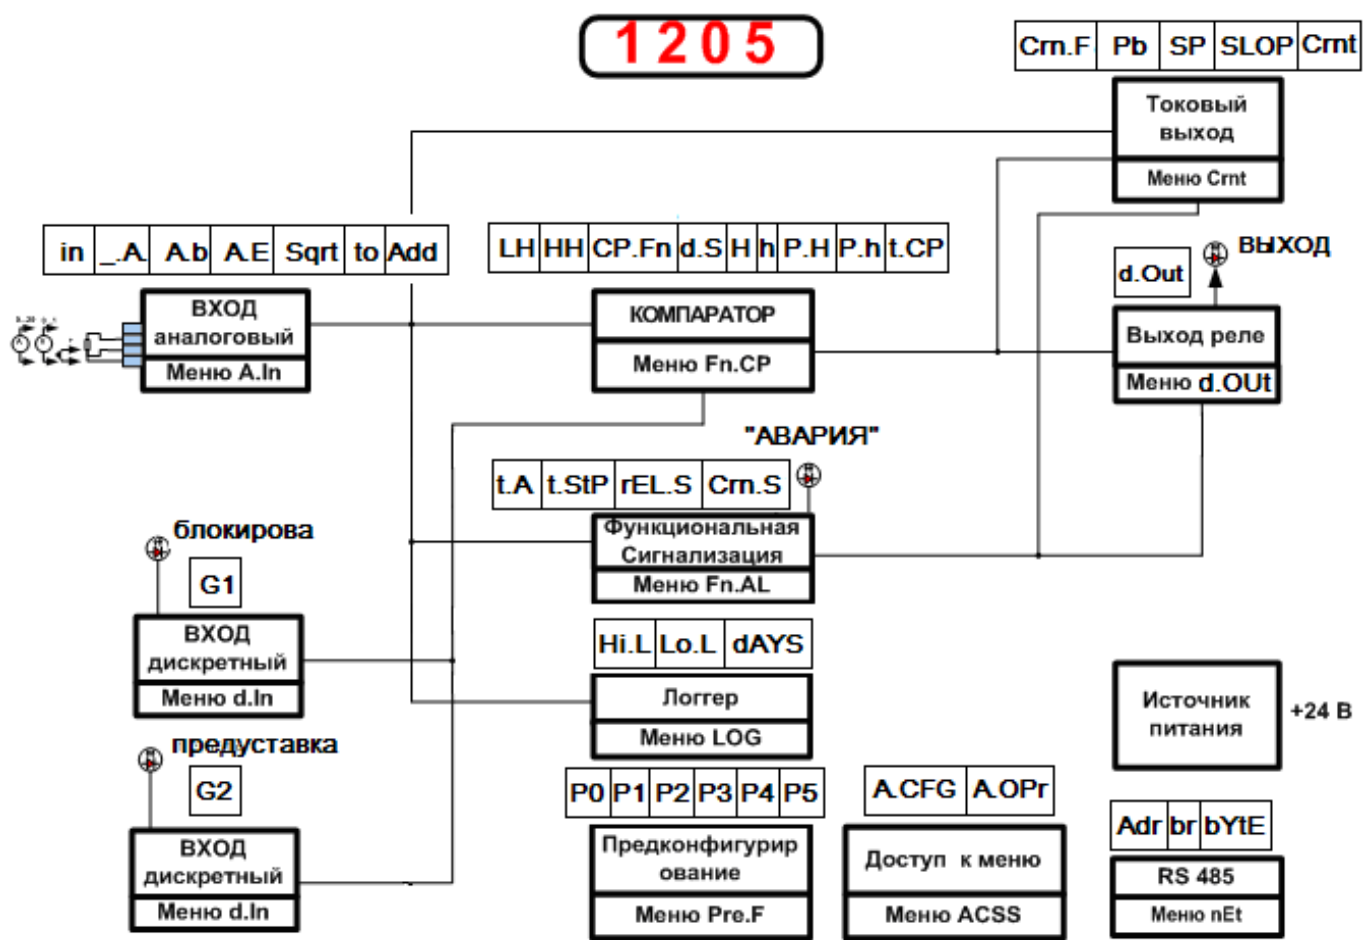 1205
Crn.F Pb SP SLOP Crnt
Токовый
выход
Меню Crnt
in _.A. A.b A.E Sqrt to Add
LH HH CP.Fn d.S H h P.H P.h t.CP
ВЫХОД
d.Out
ВХОД
аналоговый
Меню A.In
КОМПАРАТОР
Меню Fn.CP
Выход реле
Меню d.OUt
"АВАРИЯ"
t.A t.StP rEL.S Crn.S
Функциональная
Сигнализация
Меню Fn.AL
блокирова
G1
ВХОД
дискретный
Меню d.In
Hi.L Lo.L dAYS
Логгер
Меню LOG
Источник
питания
+24 В
предуставка
G2
ВХОД
дискретный
Меню d.In
P0 P1 P2 P3 P4 P5
Предконфигурир
ование
Меню Pre.F
A.CFG A.OPr
Доступ к меню
Меню ACSS
Adr br bYtE
RS 485
Меню nEt